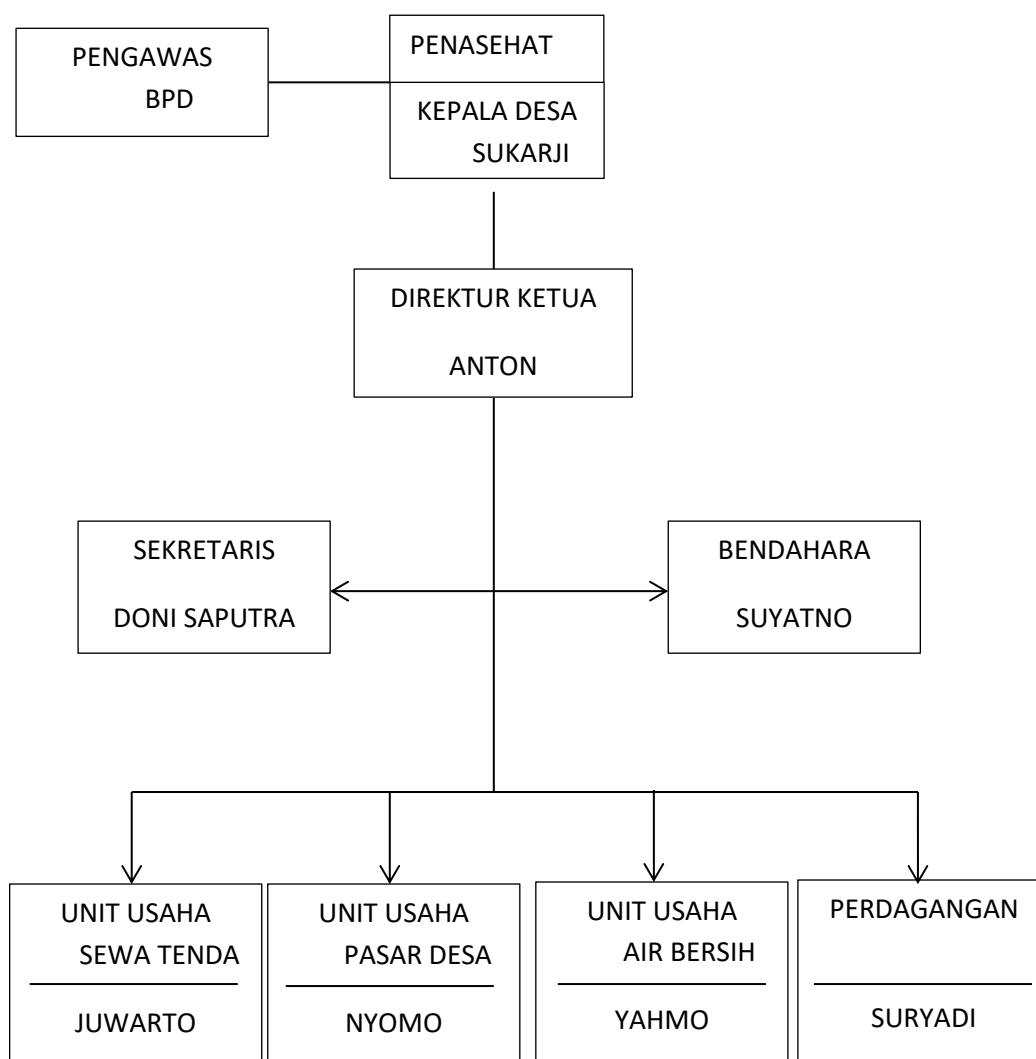 PENGAWAS
BPD
PENASEHAT
KEPALA DESA
SUKARJI
DIREKTUR KETUA
ANTON
SEKRETARIS
DONI SAPUTRA
BENDAHARA
SUYATNO
UNIT USAHA
SEWA TENDA
JUWARTO
UNIT USAHA
PASAR DESA
NYOMO
UNIT USAHA
AIR BERSIH
YAHMO
PERDAGANGAN
SURYADI